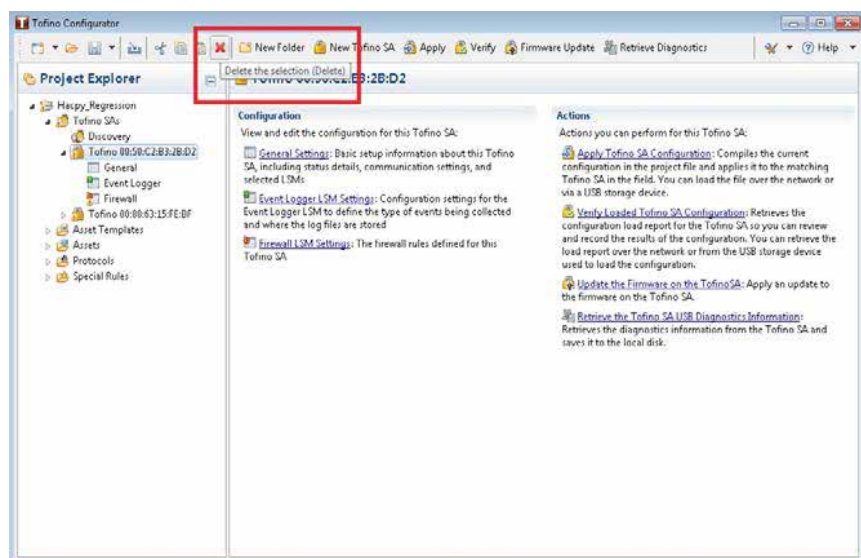 Tofino Configurator
New Folder New Tofino SA Apply Verify Firmware Update Retrieve Diagnostics Help
Delete the selection (Delete)
Project Explorer
Hacpy_Regression
Tofino SAs
Discovery
Tofino 00:50:C2:B3:2B:D2
General
Event Logger
Firewall
Tofino 00:80:63:15:FE:BF
Asset Templates
Assets
Protocols
Special Rules
Tofino 00:50:C2:B3:2B:D2
Configuration
View and edit the configuration for this Tofino SA:
General Settings: Basic setup information about this Tofino
SA, including status details, communication settings, and
selected LSMs
Event Logger LSM Settings: Configuration settings for the
Event Logger LSM to define the type of events being collected
and where the log files are stored
Firewall LSM Settings: The firewall rules defined for this
Tofino SA
Actions
Actions you can perform for this Tofino SA:
Apply Tofino SA Configuration: Compiles the current
configuration in the project file and applies it to the matching
Tofino SA in the field. You can load the file over the network or
via a USB storage device.
Verify Loaded Tofino SA Configuration: Retrieves the
configuration load report for the Tofino SA so you can review
and record the results of the configuration. You can retrieve the
load report over the network or from the USB storage device
used to load the configuration.
Update the Firmware on the TofinoSA: Apply an update to
the firmware on the Tofino SA.
Retrieve the Tofino SA USB Diagnostics Information:
Retrieves the diagnostics information from the Tofino SA and
saves it to the local disk.